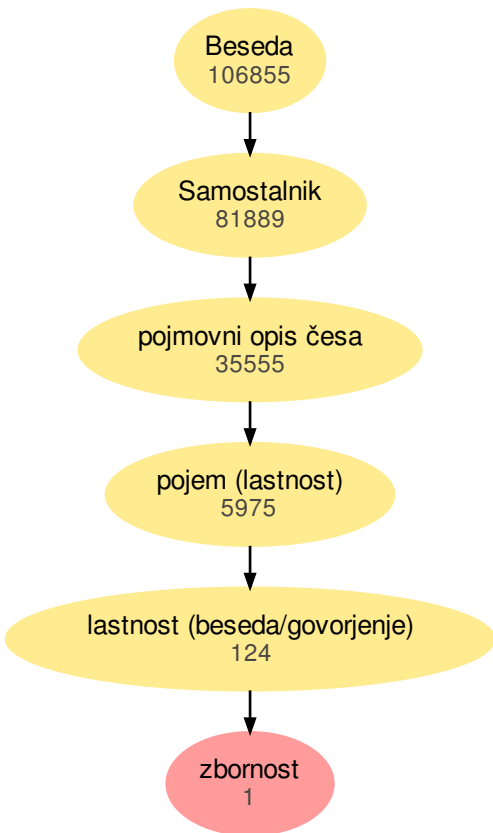 Beseda
106855
Samostalnik
81889
pojmovni opis česa
35555
pojem (lastnost)
5975
lastnost (beseda/govorjenje)
124
zbornost
1